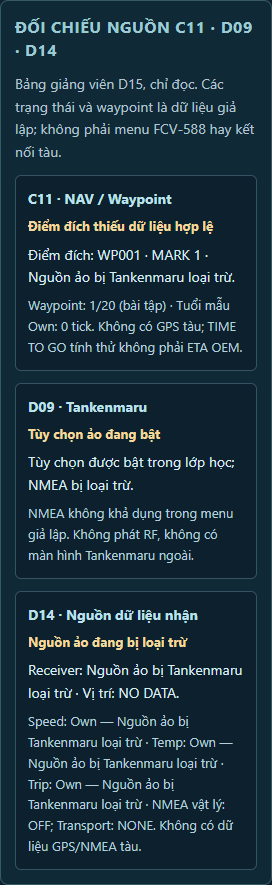 ĐỐI CHIẾU NGUỒN C11 · D09
· D14
Bảng giảng viên D15, chỉ đọc. Các
trạng thái và waypoint là dữ liệu giả
lập; không phải menu FCV-588 hay kết
nối tàu.
C11 · NAV / Waypoint
Điểm đích thiếu dữ liệu hợp lệ
Điểm đích: WP001 · MARK 1 ·
Nguồn ảo bị Tankenmaru loại trừ.
Waypoint: 1/20 (bài tập) · Tuổi mẫu
Own: 0 tick. Không có GPS tàu; TIME
TO GO tính thử không phải ETA OEM.
D09 · Tankenmaru
Tùy chọn ảo đang bật
Tùy chọn được bật trong lớp học;
NMEA bị loại trừ.
NMEA không khả dụng trong menu
giả lập. Không phát RF, không có
màn hình Tankenmaru ngoài.
D14 · Nguồn dữ liệu nhận
Nguồn ảo đang bị loại trừ
Receiver: Nguồn ảo bị Tankenmaru
loại trừ · Vị trí: NO DATA.
Speed: Own — Nguồn ảo bị
Tankenmaru loại trừ · Temp: Own —
Nguồn ảo bị Tankenmaru loại trừ ·
Trip: Own — Nguồn ảo bị
Tankenmaru loại trừ · NMEA vật lý:
OFF; Transport: NONE. Không có dữ
liệu GPS/NMEA tàu.